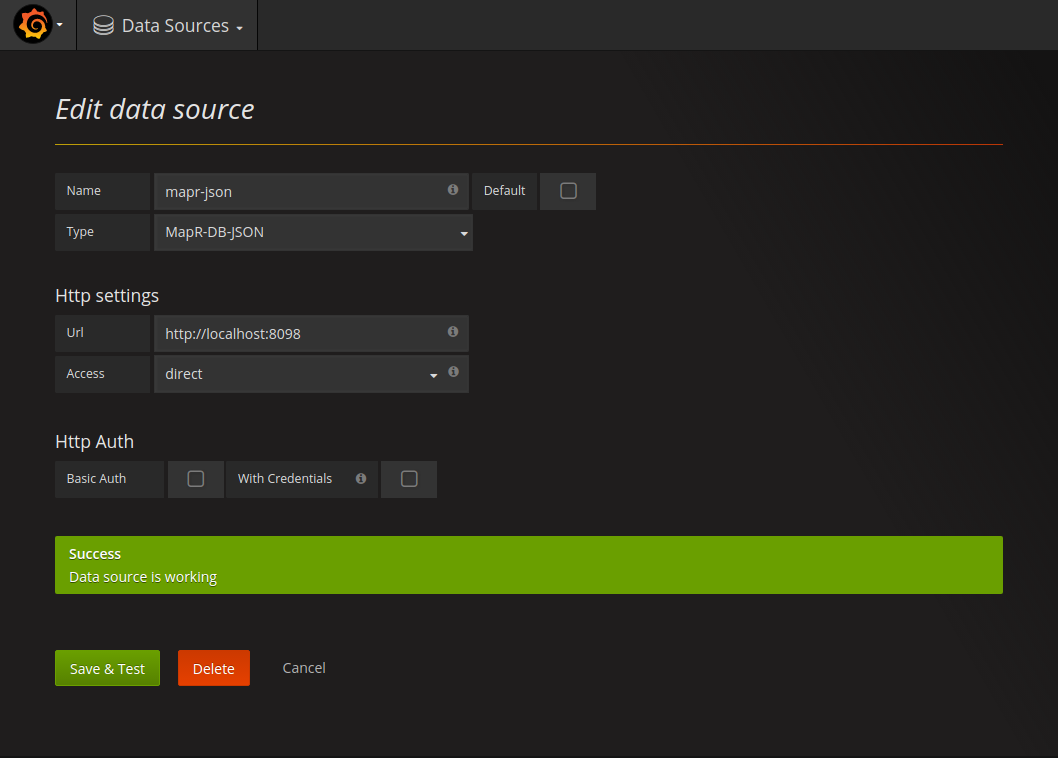 Data Sources
Edit data source
Name mapr-json Default
Type MapR-DB-JSON
Http settings
Url http://localhost:8098
Access direct
Http Auth
Basic Auth With Credentials
Success
Data source is working
Save & Test Delete Cancel